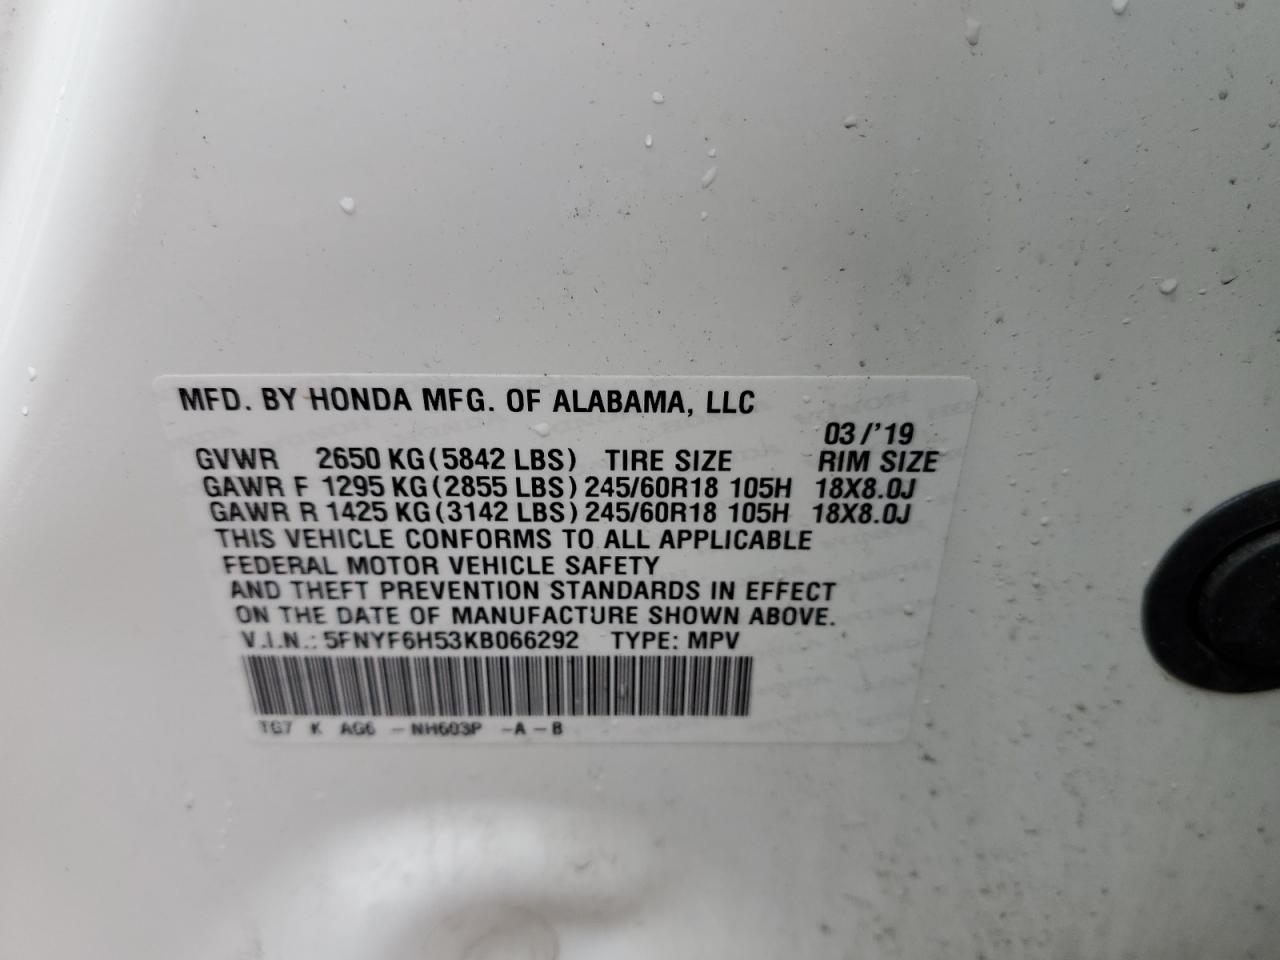 MFD. BY HONDA MFG. OF ALABAMA, LLC
03/'19
GVWR 2650 KG(5842 LBS) TIRE SIZE RIM SIZE
GAWR F 1295 KG(2855 LBS) 245/60R18 105H 18X8.0J
GAWR R 1425 KG(3142 LBS) 245/60R18 105H 18X8.0J
THIS VEHICLE CONFORMS TO ALL APPLICABLE
FEDERAL MOTOR VEHICLE SAFETY
AND THEFT PREVENTION STANDARDS IN EFFECT
ON THE DATE OF MANUFACTURE SHOWN ABOVE.
V.I.N.: 5FNYF6H53KB066292 TYPE: MPV
TG7 K AG6 -NH603P -A-B